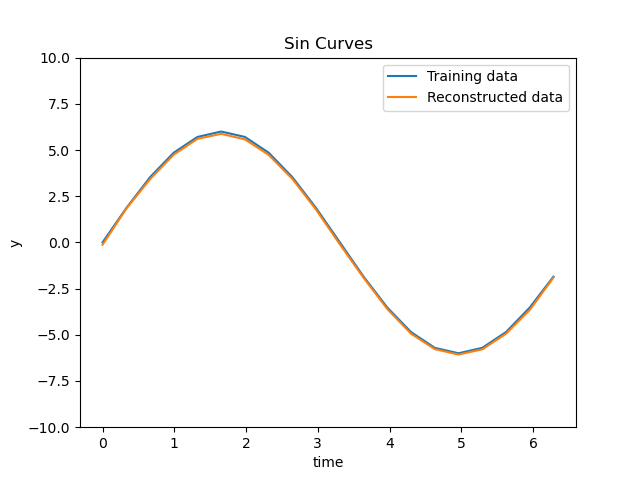 Sin Curves
10.0
7.5
5.0
2.5
0.0
−2.5
−5.0
−7.5
−10.0
y
Training data
Reconstructed data
0 1 2 3 4 5 6
time